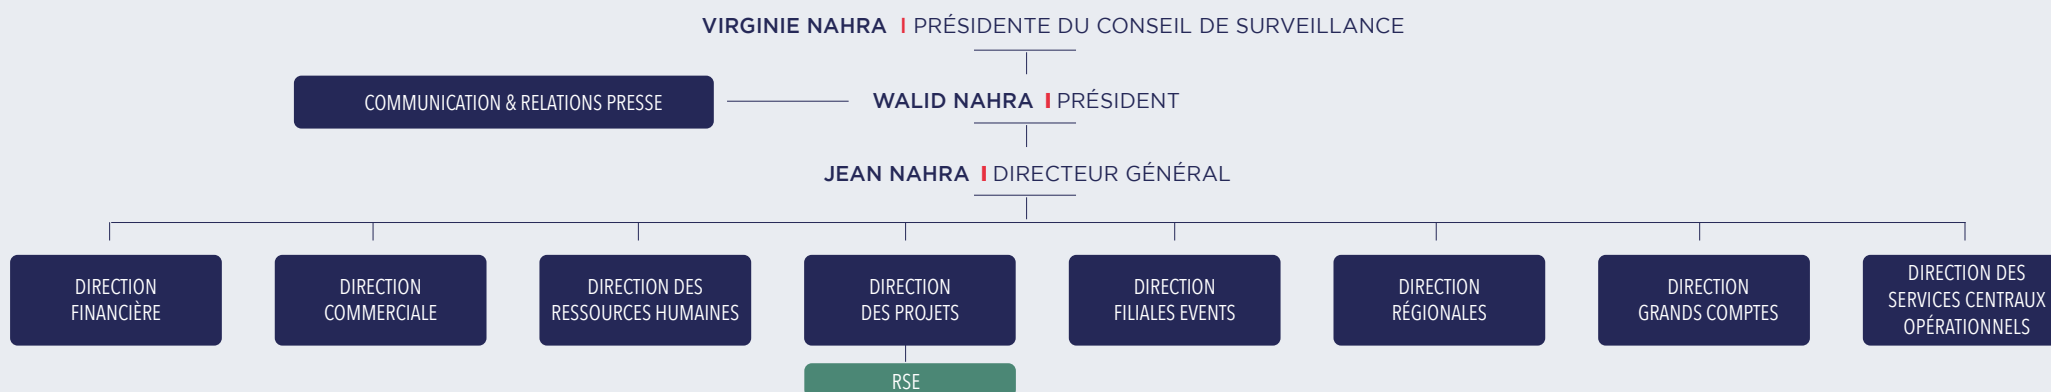 VIRGINIE NAHRA I PRÉSIDENTE DU CONSEIL DE SURVEILLANCE
COMMUNICATION & RELATIONS PRESSE
WALID NAHRA I PRÉSIDENT
JEAN NAHRA I DIRECTEUR GÉNÉRAL
DIRECTION
FINANCIÈRE
DIRECTION
COMMERCIALE
DIRECTION DES
RESSOURCES HUMAINES
DIRECTION
DES PROJETS
DIRECTION
FILIALES EVENTS
DIRECTION
RÉGIONALES
DIRECTION
GRANDS COMPTES
DIRECTION DES
SERVICES CENTRAUX
OPÉRATIONNELS
RSE